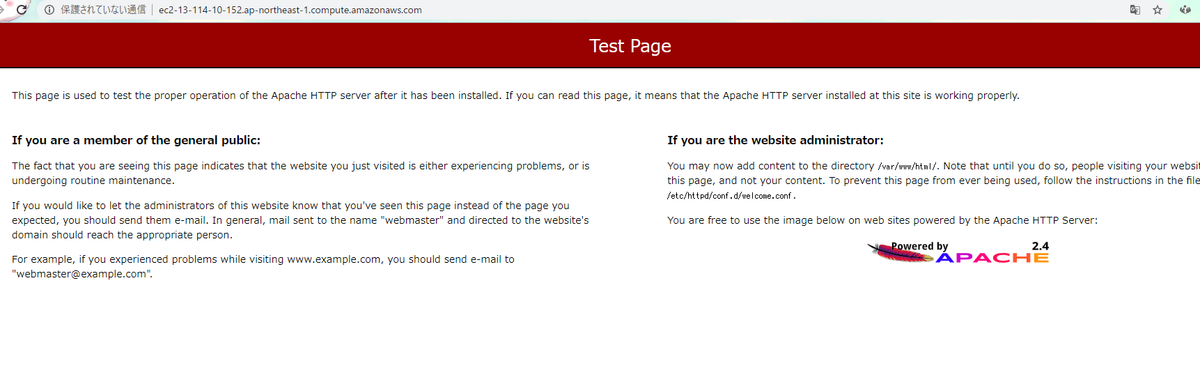 保護されていない通信 | ec2-13-114-10-152.ap-northeast-1.compute.amazonaws.com
Test Page
This page is used to test the proper operation of the Apache HTTP server after it has been installed. If you can read this page, it means that the Apache HTTP server installed at this site is working properly.
If you are a member of the general public:
The fact that you are seeing this page indicates that the website you just visited is either experiencing problems, or is
undergoing routine maintenance.
If you would like to let the administrators of this website know that you've seen this page instead of the page you
expected, you should send them e-mail. In general, mail sent to the name "webmaster" and directed to the website's
domain should reach the appropriate person.
For example, if you experienced problems while visiting www.example.com, you should send e-mail to
"webmaster@example.com".
If you are the website administrator:
You may now add content to the directory /var/www/html/. Note that until you do so, people visiting your websi
this page, and not your content. To prevent this page from ever being used, follow the instructions in the file
/etc/httpd/conf.d/welcome.conf.
You are free to use the image below on web sites powered by the Apache HTTP Server:
Powered by 2.4
APACHE